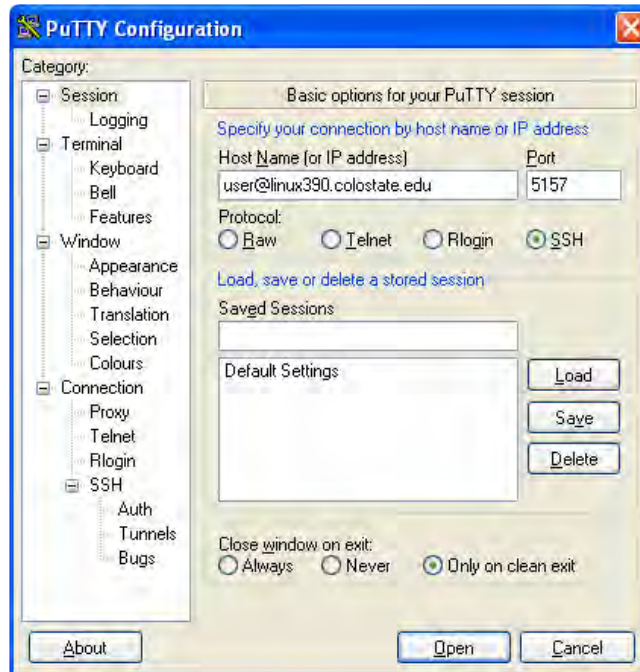 PuTTY Configuration
Category:
Session
Logging
Terminal
Keyboard
Bell
Features
Window
Appearance
Behaviour
Translation
Selection
Colours
Connection
Proxy
Telnet
Rlogin
SSH
Auth
Tunnels
Bugs
Basic options for your PuTTY session
Specify your connection by host name or IP address
Host Name (or IP address) Port
user@linux390.colostate.edu 5157
Protocol:
Raw Telnet Rlogin SSH
Load, save or delete a stored session
Saved Sessions
Default Settings
Load
Save
Delete
Close window on exit:
Always Never Only on clean exit
About Open Cancel